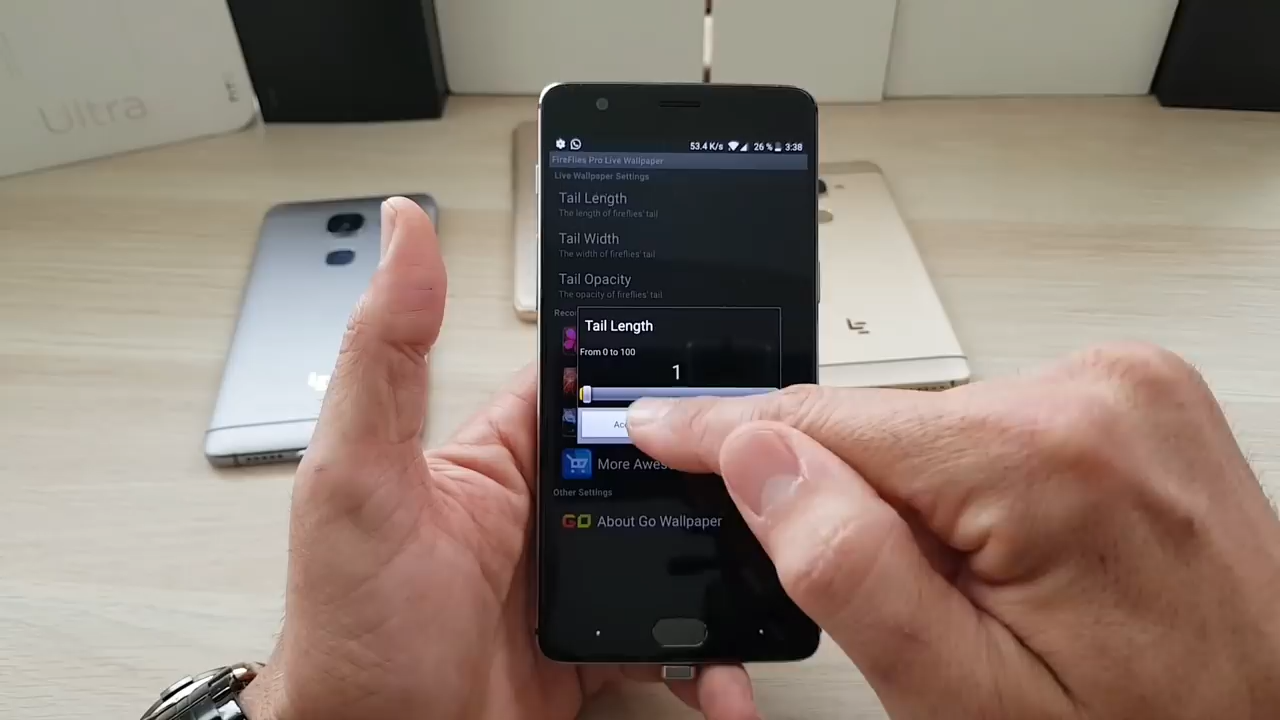 Ultra
53.4 K/s 26 % 3:38
FireFlies Pro Live Wallpaper
Live Wallpaper Settings
Tail Length
The length of fireflies' tail
Tail Width
The width of fireflies' tail
Tail Opacity
The opacity of fireflies' tail
Tail Length
From 0 to 100
1
More
Other Settings
GO About Go Wallpaper